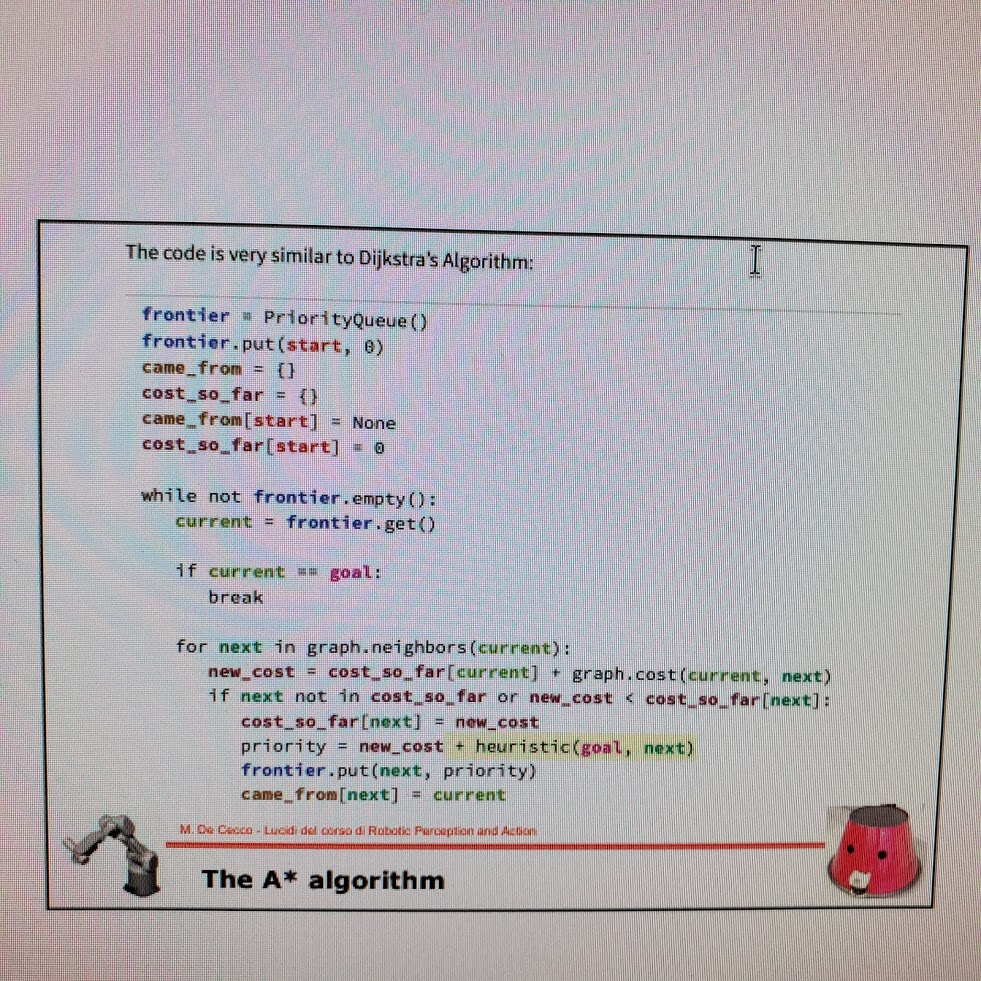 The code is very similar to Dijkstra's Algorithm:
frontier = PriorityQueue()
frontier.put(start, 0)
came_from = {}
cost_so_far = {}
came_from[start] = None
cost_so_far[start] = 0
while not frontier.empty():
current = frontier.get()
if current == goal:
break
for next in graph.neighbors(current):
new_cost = cost_so_far[current] + graph.cost(current, next)
if next not in cost_so_far or new_cost < cost_so_far[next]:
cost_so_far[next] = new_cost
priority = new_cost + heuristic(goal, next)
frontier.put(next, priority)
came_from[next] = current
M. De Cecco - Lucidi del corso di Robotic Perception and Action
The A* algorithm